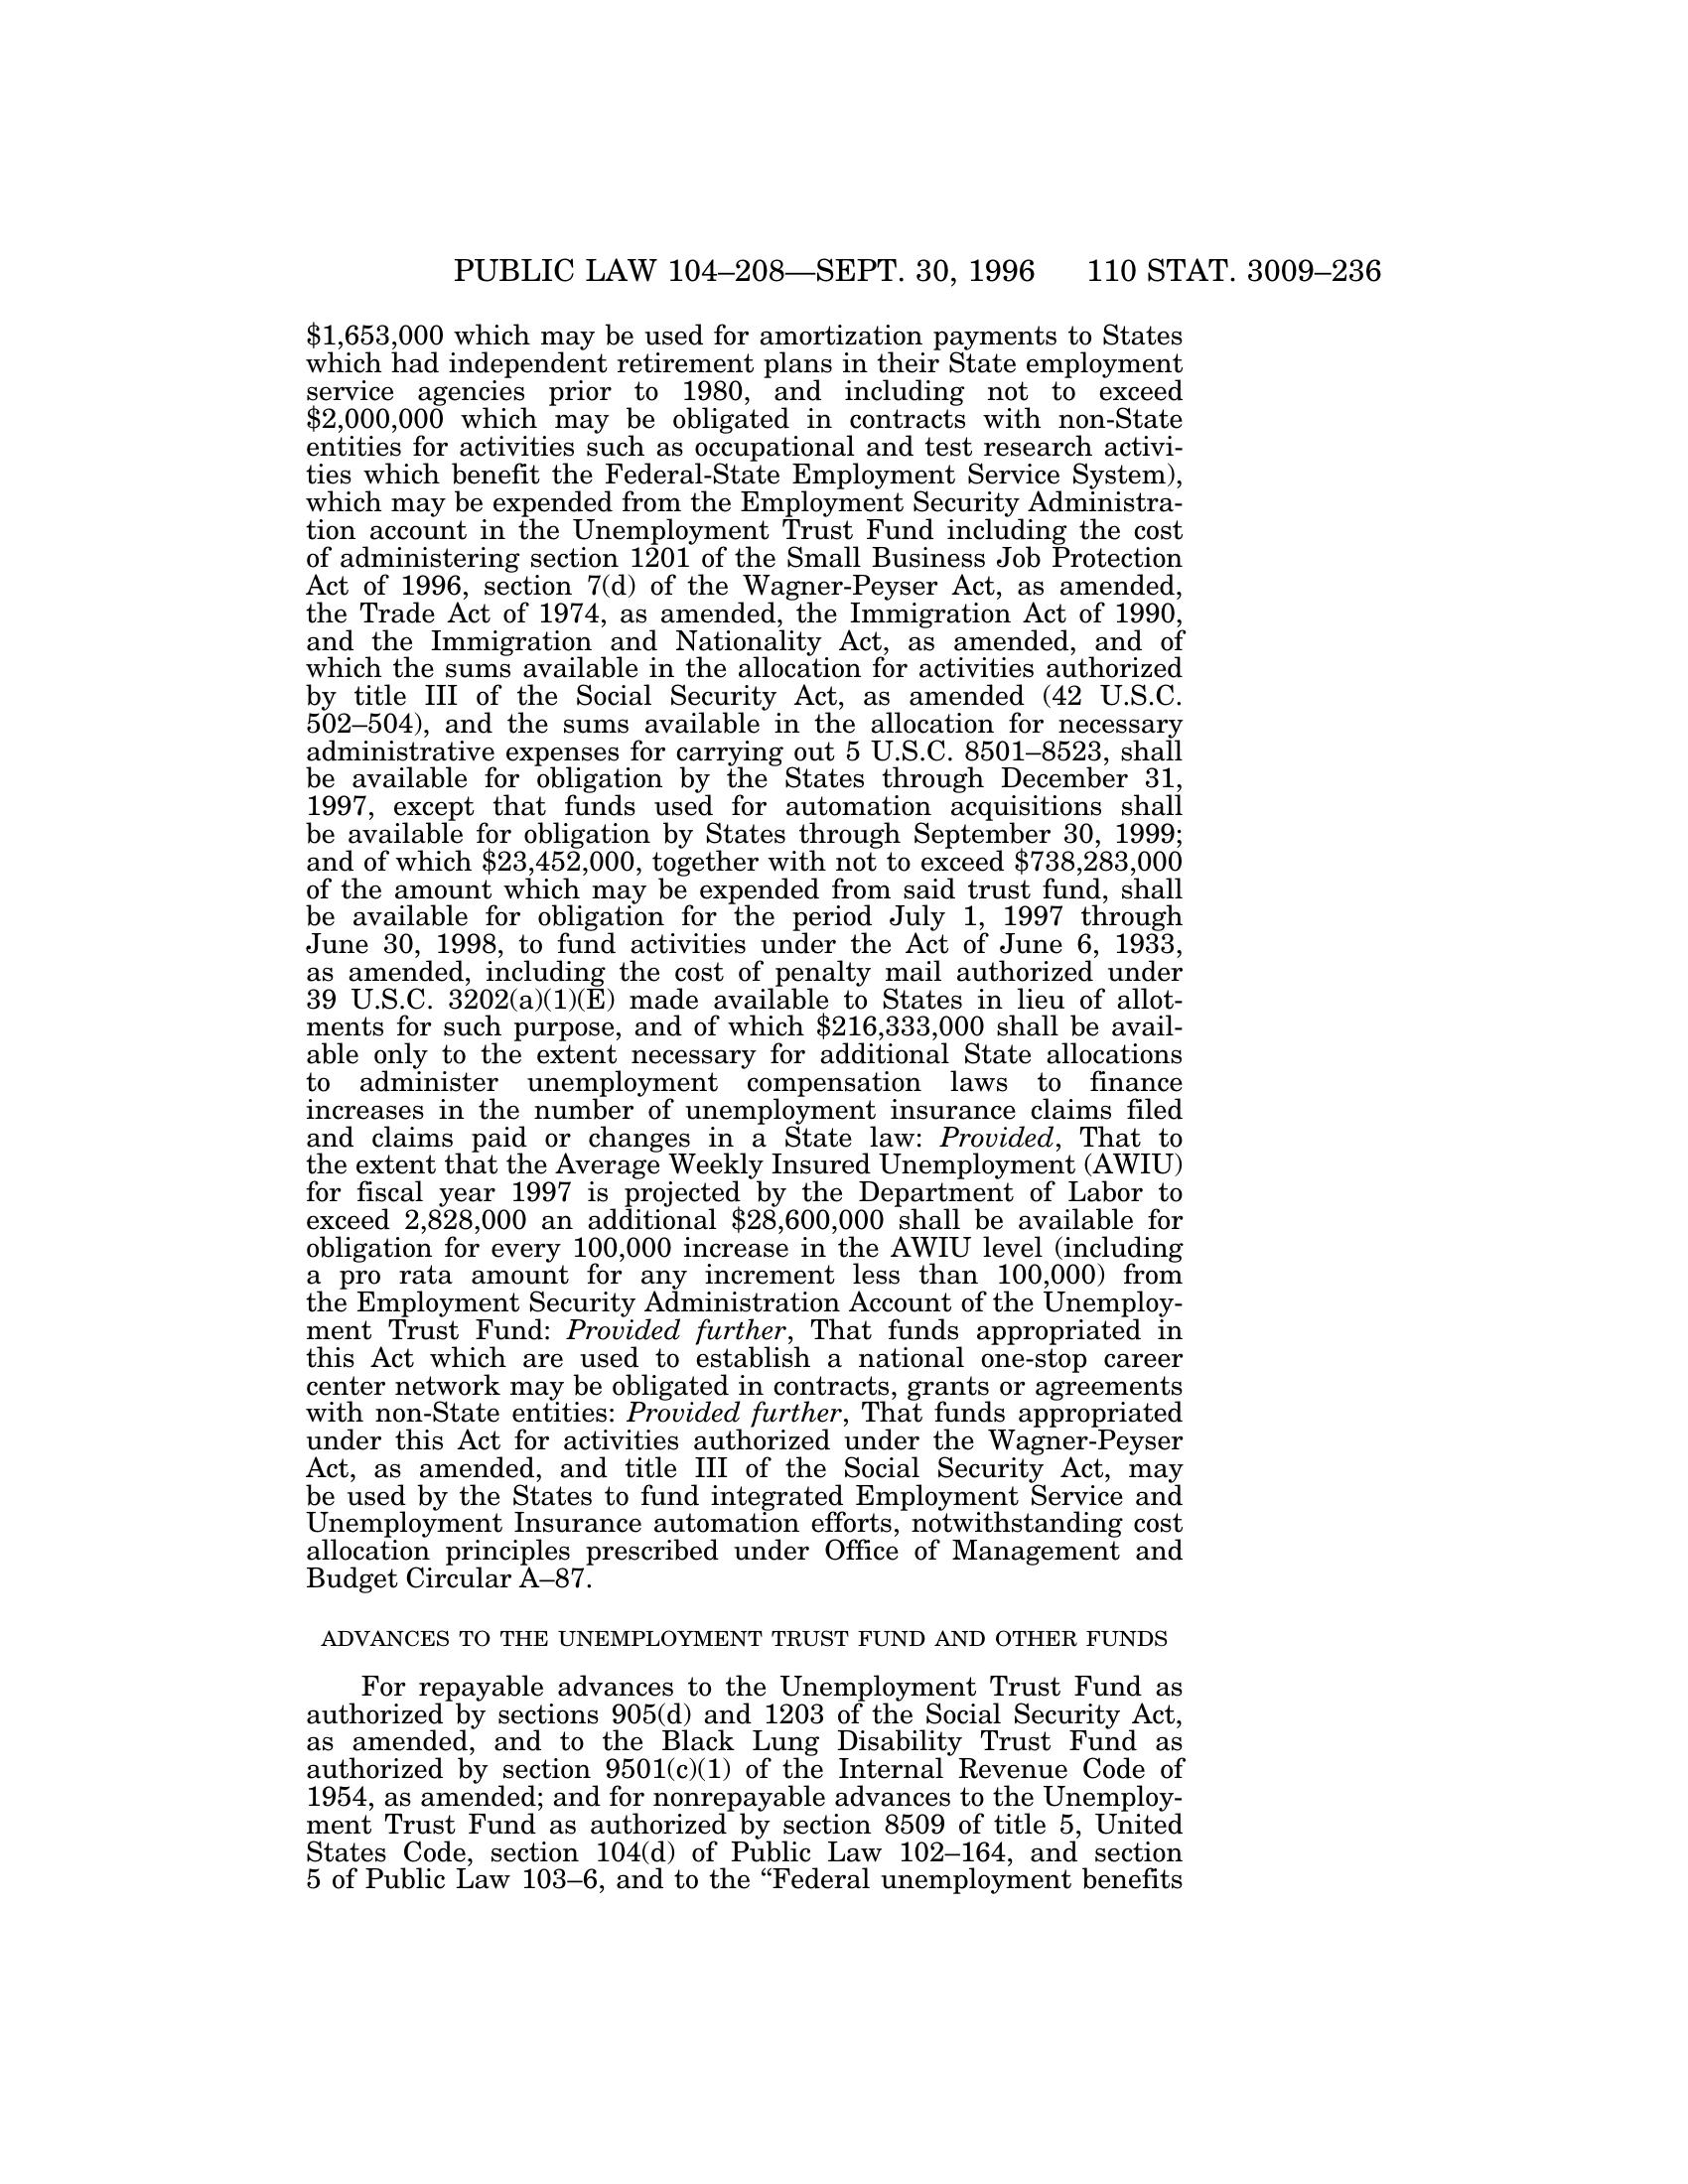 PUBLIC LAW 104–208—SEPT. 30, 1996 110 STAT. 3009–236
$1,653,000 which may be used for amortization payments to States
which had independent retirement plans in their State employment
service agencies prior to 1980, and including not to exceed
$2,000,000 which may be obligated in contracts with non-State
entities for activities such as occupational and test research activi-
ties which benefit the Federal-State Employment Service System),
which may be expended from the Employment Security Administra-
tion account in the Unemployment Trust Fund including the cost
of administering section 1201 of the Small Business Job Protection
Act of 1996, section 7(d) of the Wagner-Peyser Act, as amended,
the Trade Act of 1974, as amended, the Immigration Act of 1990,
and the Immigration and Nationality Act, as amended, and of
which the sums available in the allocation for activities authorized
by title III of the Social Security Act, as amended (42 U.S.C.
502–504), and the sums available in the allocation for necessary
administrative expenses for carrying out 5 U.S.C. 8501–8523, shall
be available for obligation by the States through December 31,
1997, except that funds used for automation acquisitions shall
be available for obligation by States through September 30, 1999;
and of which $23,452,000, together with not to exceed $738,283,000
of the amount which may be expended from said trust fund, shall
be available for obligation for the period July 1, 1997 through
June 30, 1998, to fund activities under the Act of June 6, 1933,
as amended, including the cost of penalty mail authorized under
39 U.S.C. 3202(a)(1)(E) made available to States in lieu of allot-
ments for such purpose, and of which $216,333,000 shall be avail-
able only to the extent necessary for additional State allocations
to administer unemployment compensation laws to finance
increases in the number of unemployment insurance claims filed
and claims paid or changes in a State law: Provided, That to
the extent that the Average Weekly Insured Unemployment (AWIU)
for fiscal year 1997 is projected by the Department of Labor to
exceed 2,828,000 an additional $28,600,000 shall be available for
obligation for every 100,000 increase in the AWIU level (including
a pro rata amount for any increment less than 100,000) from
the Employment Security Administration Account of the Unemploy-
ment Trust Fund: Provided further, That funds appropriated in
this Act which are used to establish a national one-stop career
center network may be obligated in contracts, grants or agreements
with non-State entities: Provided further, That funds appropriated
under this Act for activities authorized under the Wagner-Peyser
Act, as amended, and title III of the Social Security Act, may
be used by the States to fund integrated Employment Service and
Unemployment Insurance automation efforts, notwithstanding cost
allocation principles prescribed under Office of Management and
Budget Circular A–87.
ADVANCES TO THE UNEMPLOYMENT TRUST FUND AND OTHER FUNDS
For repayable advances to the Unemployment Trust Fund as
authorized by sections 905(d) and 1203 of the Social Security Act,
as amended, and to the Black Lung Disability Trust Fund as
authorized by section 9501(c)(1) of the Internal Revenue Code of
1954, as amended; and for nonrepayable advances to the Unemploy-
ment Trust Fund as authorized by section 8509 of title 5, United
States Code, section 104(d) of Public Law 102–164, and section
5 of Public Law 103–6, and to the “Federal unemployment benefits